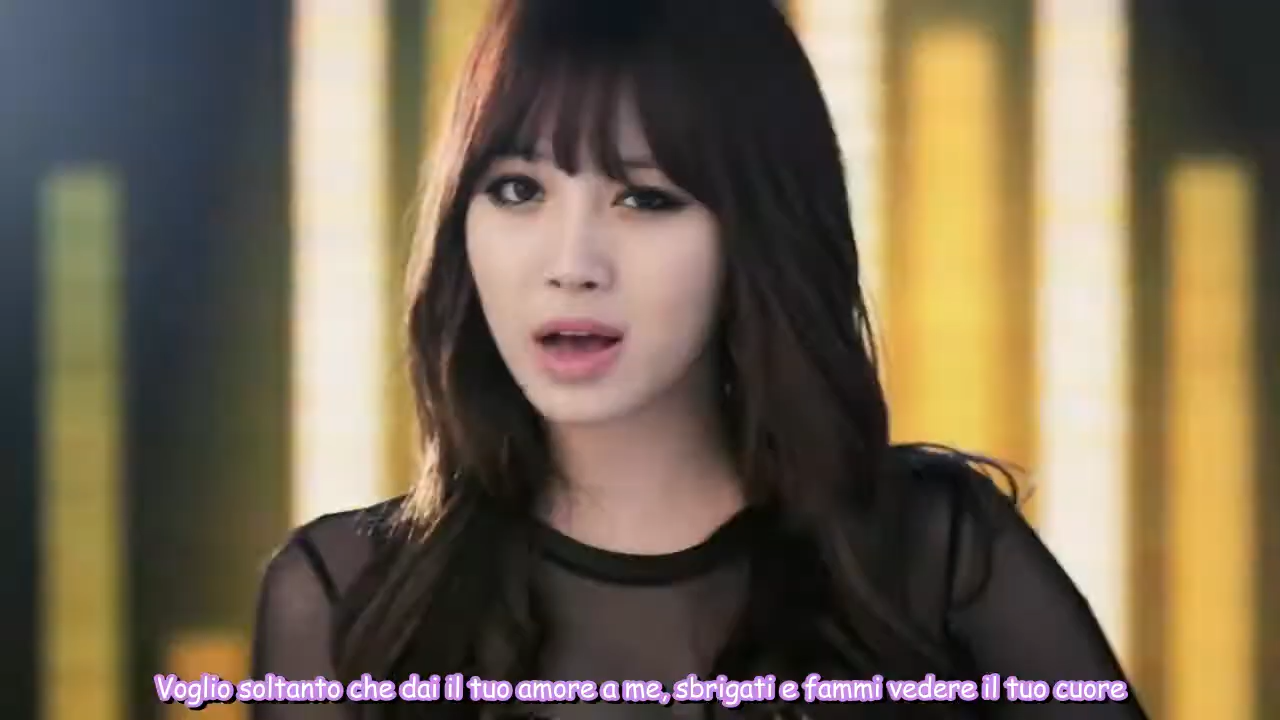 Voglio soltanto che dai il tuo amore a me, sbrigati e fammi vedere il tuo cuore